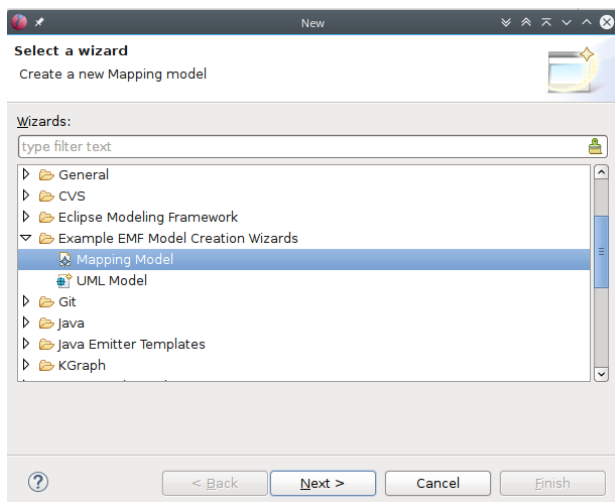 New
Select a wizard
Create a new Mapping model
Wizards:
type filter text
General
CVS
Eclipse Modeling Framework
Example EMF Model Creation Wizards
Mapping Model
UML Model
Git
Java
Java Emitter Templates
KGraph
? < Back Next > Cancel Finish